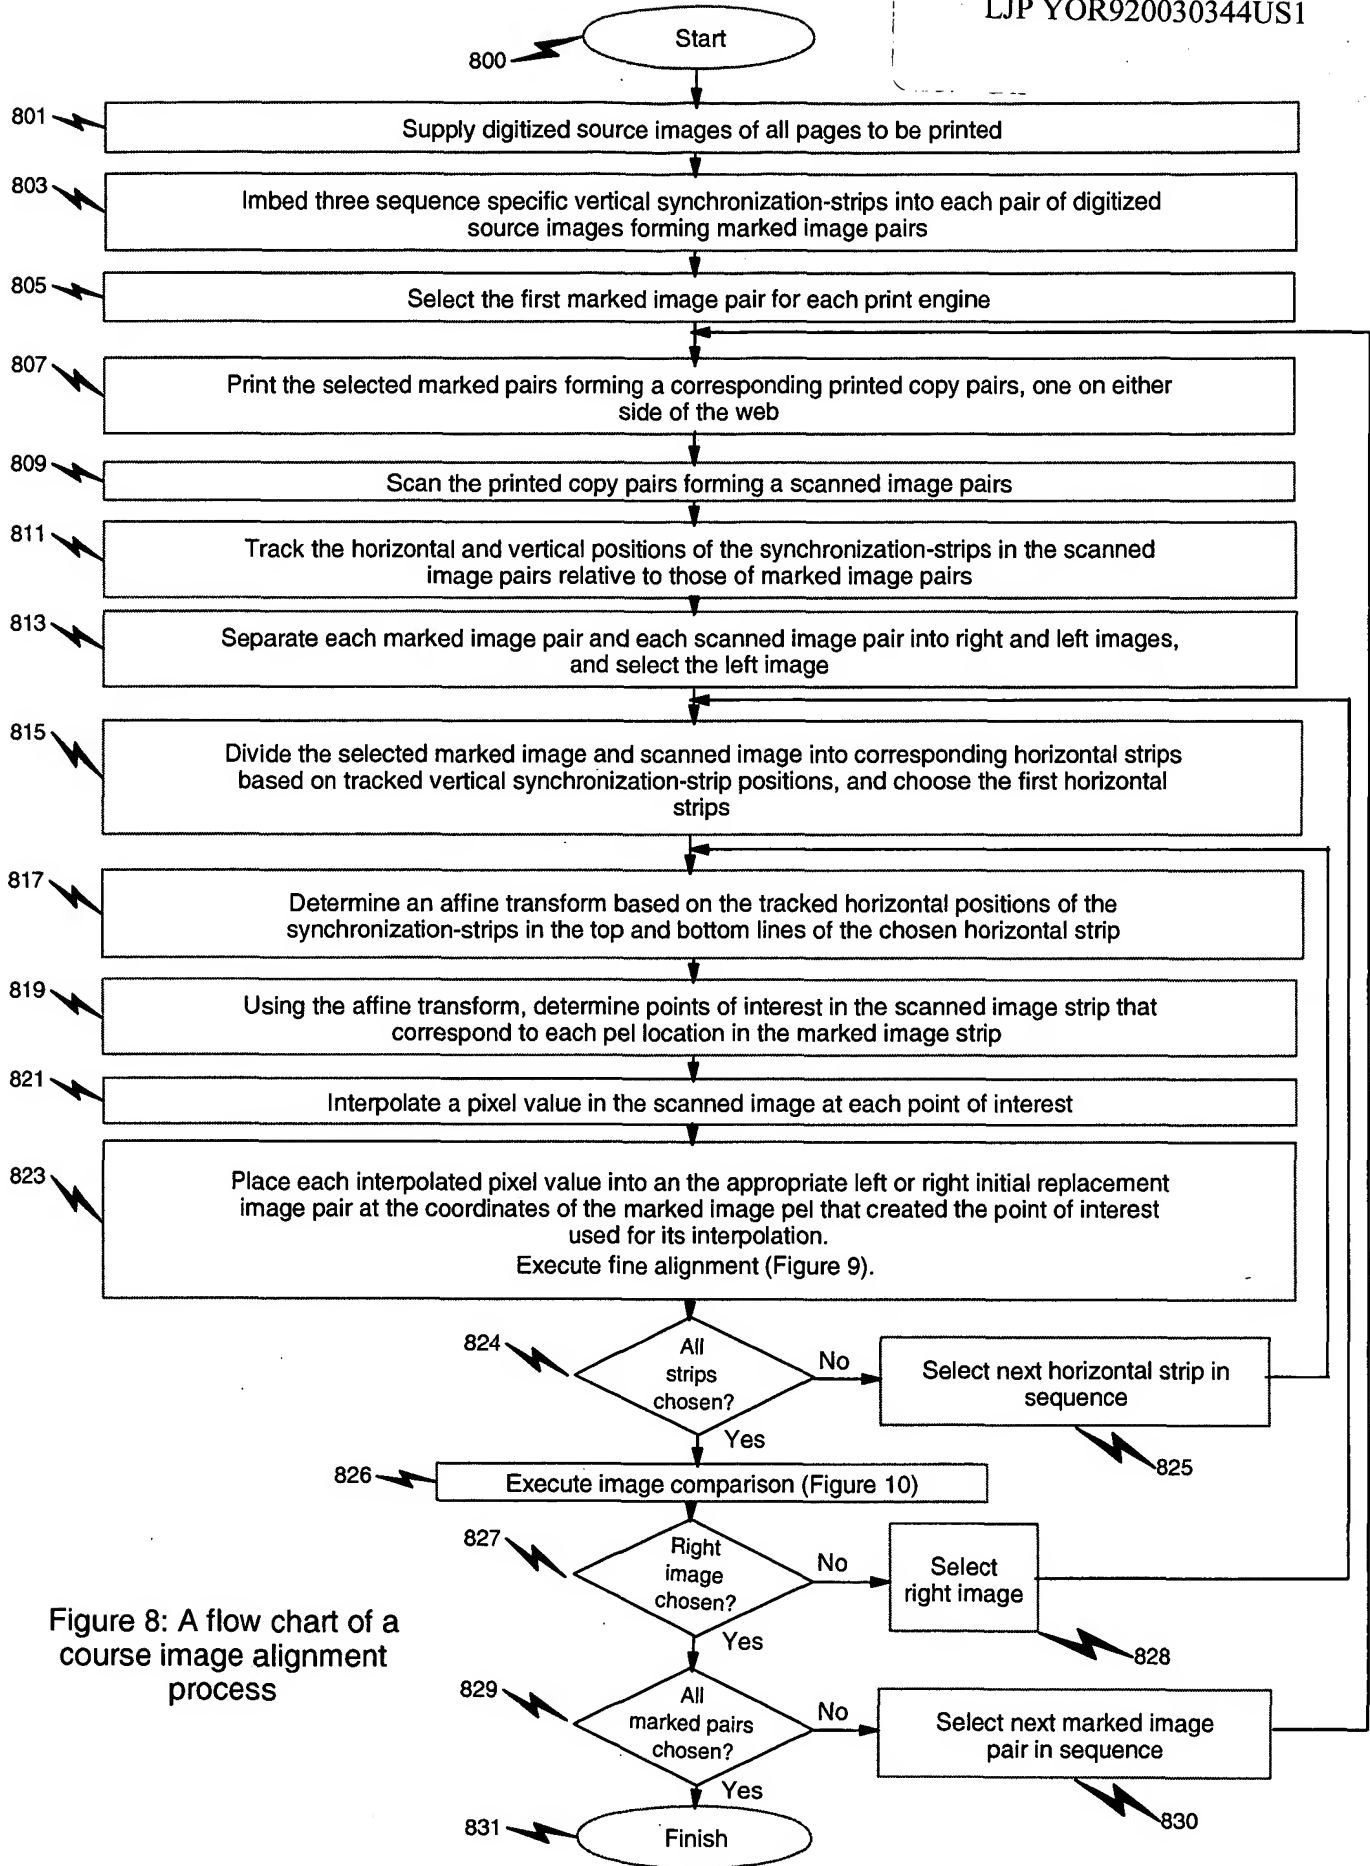 LJP YOR920030344US1
800
Start
801
Supply digitized source images of all pages to be printed
803
Imbed three sequence specific vertical synchronization-strips into each pair of digitized
source images forming marked image pairs
805
Select the first marked image pair for each print engine
807
Print the selected marked pairs forming a corresponding printed copy pairs, one on either
side of the web
809
Scan the printed copy pairs forming a scanned image pairs
811
Track the horizontal and vertical positions of the synchronization-strips in the scanned
image pairs relative to those of marked image pairs
813
Separate each marked image pair and each scanned image pair into right and left images,
and select the left image
815
Divide the selected marked image and scanned image into corresponding horizontal strips
based on tracked vertical synchronization-strip positions, and choose the first horizontal
strips
817
Determine an affine transform based on the tracked horizontal positions of the
synchronization-strips in the top and bottom lines of the chosen horizontal strip
819
Using the affine transform, determine points of interest in the scanned image strip that
correspond to each pel location in the marked image strip
821
Interpolate a pixel value in the scanned image at each point of interest
823
Place each interpolated pixel value into an the appropriate left or right initial replacement
image pair at the coordinates of the marked image pel that created the point of interest
used for its interpolation.
Execute fine alignment (Figure 9).
824
All
strips
chosen?
No
Select next horizontal strip in
sequence
825
Yes
826
Execute image comparison (Figure 10)
827
Right
image
chosen?
No
Select
right image
828
Yes
829
All
marked pairs
chosen?
No
Select next marked image
pair in sequence
830
Yes
831
Finish
Figure 8: A flow chart of a
course image alignment
process